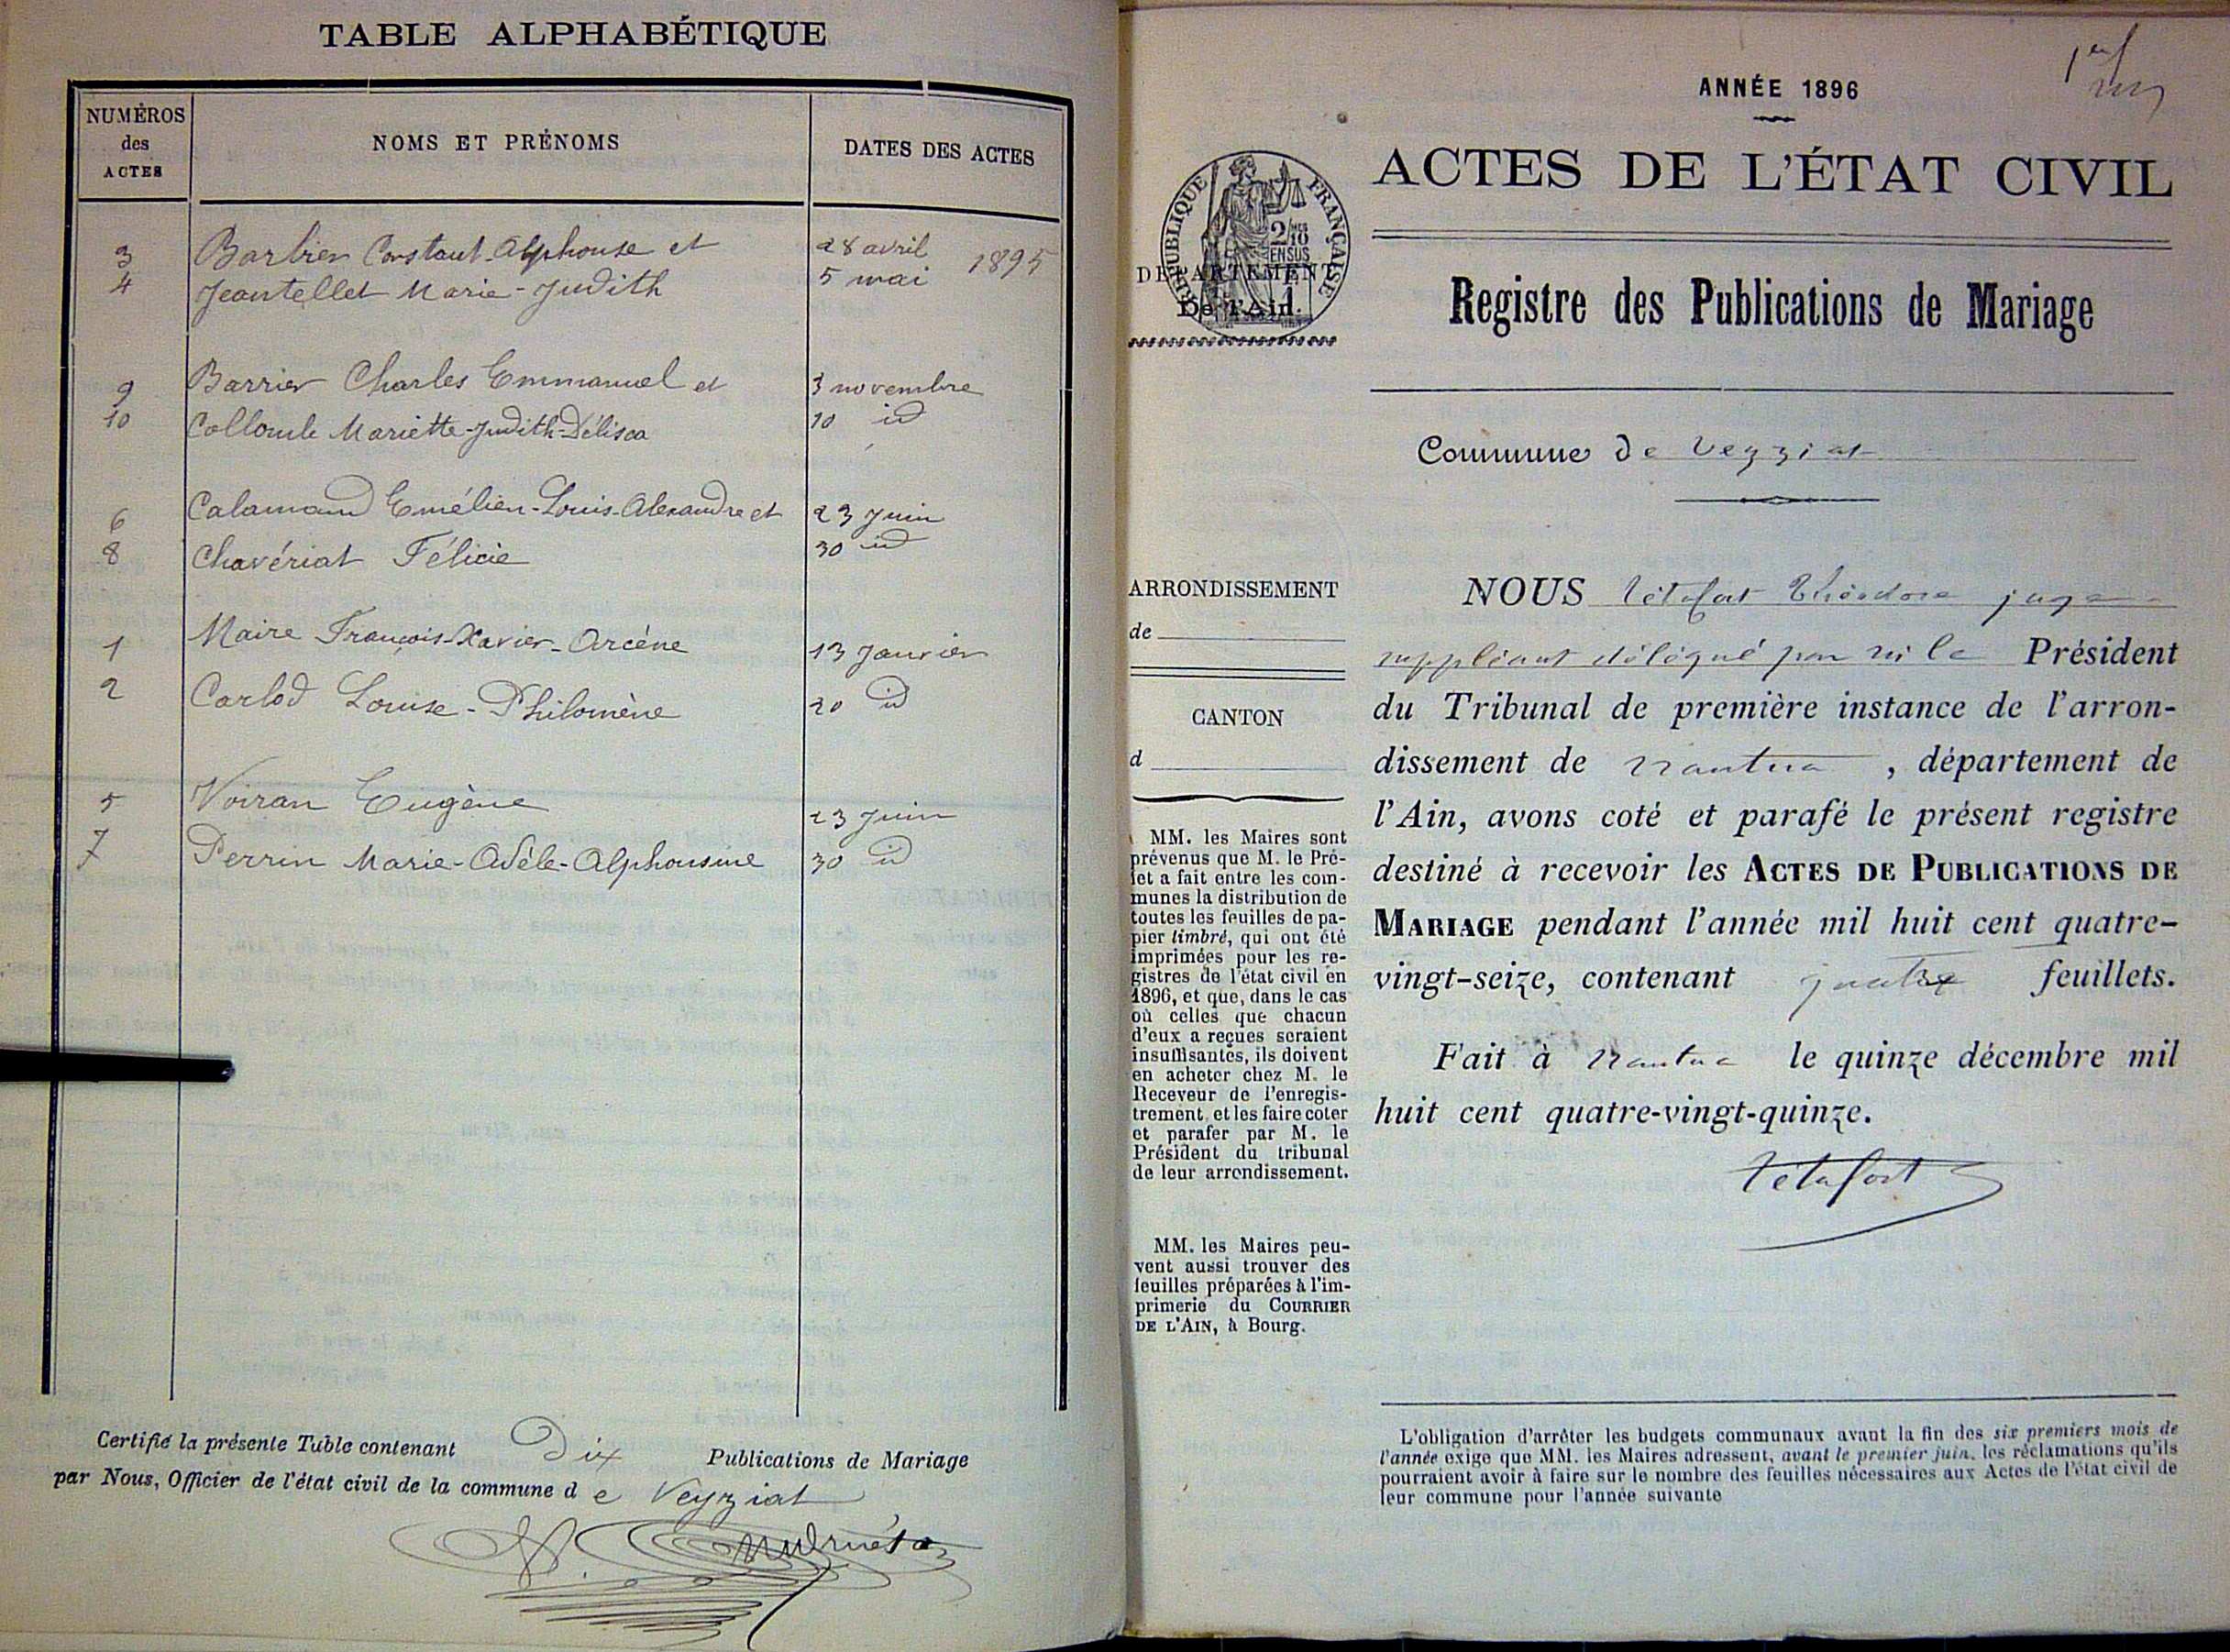 TABLE ALPHABÉTIQUE
NUMÉROS
des
ACTES
NOMS ET PRÉNOMS
DATES DES ACTES
3 Barbier Constant-Alphonse et 28 avril 1895
4 Jeantellet Marie-Judith 5 mai
9 Barrier Charles Emmanuel et 3 novembre
10 Collomb Mariette-Judith-Délisca 10 id
6 Calamand Emélien-Louis-Alexandre et 23 Juin
8 Chavériat Félicie 30 id
1 Maire François-Xavier-Arcène 13 Janvier
2 Carlod Louise-Philomène 20 id
5 Voiran Eugène 23 Juin
7 Perrin Marie-Adèle-Alphonsine 30 id
Certifié la présente Table contenant Dix Publications de Mariage
par Nous, Officier de l'état civil de la commune d e Veyziat
1er
ANNÉE 1896
ACTES DE L'ÉTAT CIVIL
RÉPUBLIQUE FRANÇAISE
2/10
EN SUS
DÉPARTEMENT
De l'Ain.
Registre des Publications de Mariage
Commune de Veyziat
ARRONDISSEMENT
de
CANTON
d
MM. les Maires sont
prévenus que M. le Pré-
fet a fait entre les com-
munes la distribution de
toutes les feuilles de pa-
pier timbré, qui ont été
imprimées pour les re-
gistres de l'état civil en
1896, et que, dans le cas
où celles que chacun
d'eux a reçues seraient
insuffisantes, ils doivent
en acheter chez M. le
Receveur de l'enregis-
trement, et les faire coter
et parafer par M. le
Président du tribunal
de leur arrondissement.
MM. les Maires peu-
vent aussi trouver des
feuilles préparées à l'im-
primerie du COURRIER
DE L'AIN, à Bourg.
NOUS Tétafort Théodore juge
suppléant délégué par M le Président
du Tribunal de première instance de l'arron-
dissement de Nantua, département de
l'Ain, avons coté et parafé le présent registre
destiné à recevoir les ACTES DE PUBLICATIONS DE
MARIAGE pendant l'année mil huit cent quatre-
vingt-seize, contenant quatre feuillets.
Fait à Nantua le quinze décembre mil
huit cent quatre-vingt-quinze.
Tétafort
L'obligation d'arrêter les budgets communaux avant la fin des six premiers mois de
l'année exige que MM. les Maires adressent, avant le premier juin, les réclamations qu'ils
pourraient avoir à faire sur le nombre des feuilles nécessaires aux Actes de l'état civil de
leur commune pour l'année suivante